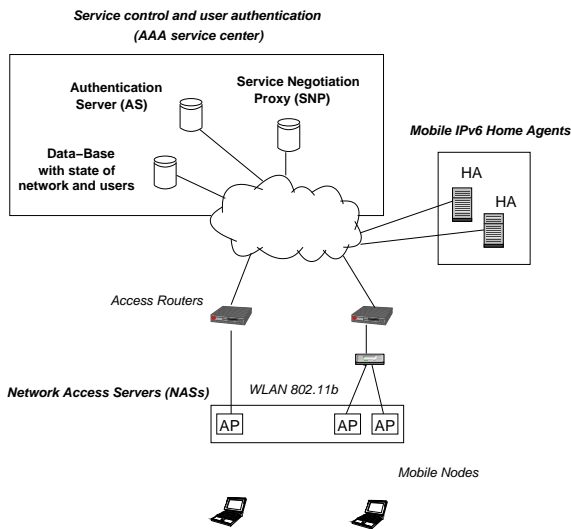 Service control and user authentication
(AAA service center)
Authentication
Server (AS)
Service Negotiation
Proxy (SNP)
Data−Base
with state of
network and users
Mobile IPv6 Home Agents
HA
HA
Access Routers
Network Access Servers (NASs)
WLAN 802.11b
AP
AP
AP
Mobile Nodes